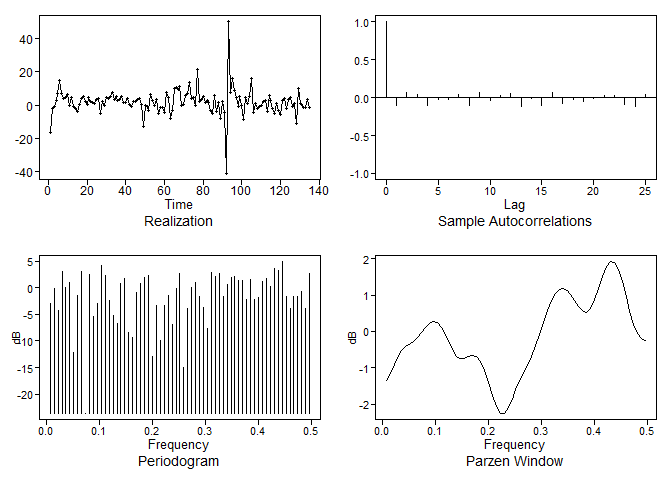 40
20
0
-20
-40
0 20 40 60 80 100 120 140
Time
Realization
1.0
0.5
0.0
-0.5
-1.0
0 5 10 15 20 25
Lag
Sample Autocorrelations
dB
5
0
-5
-10
-15
-20
0.0 0.1 0.2 0.3 0.4 0.5
Frequency
Periodogram
dB
2
1
0
-1
-2
0.0 0.1 0.2 0.3 0.4 0.5
Frequency
Parzen Window